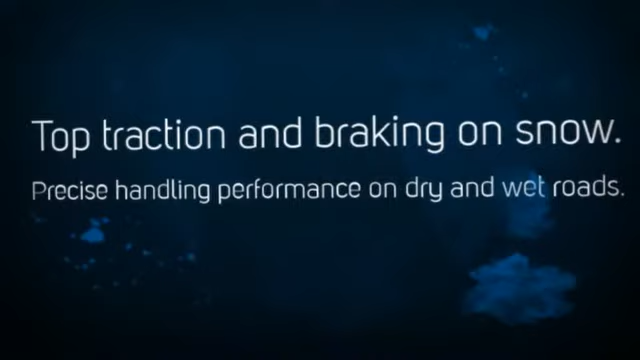 Top traction and braking on snow.
Precise handling performance on dry and wet roads.